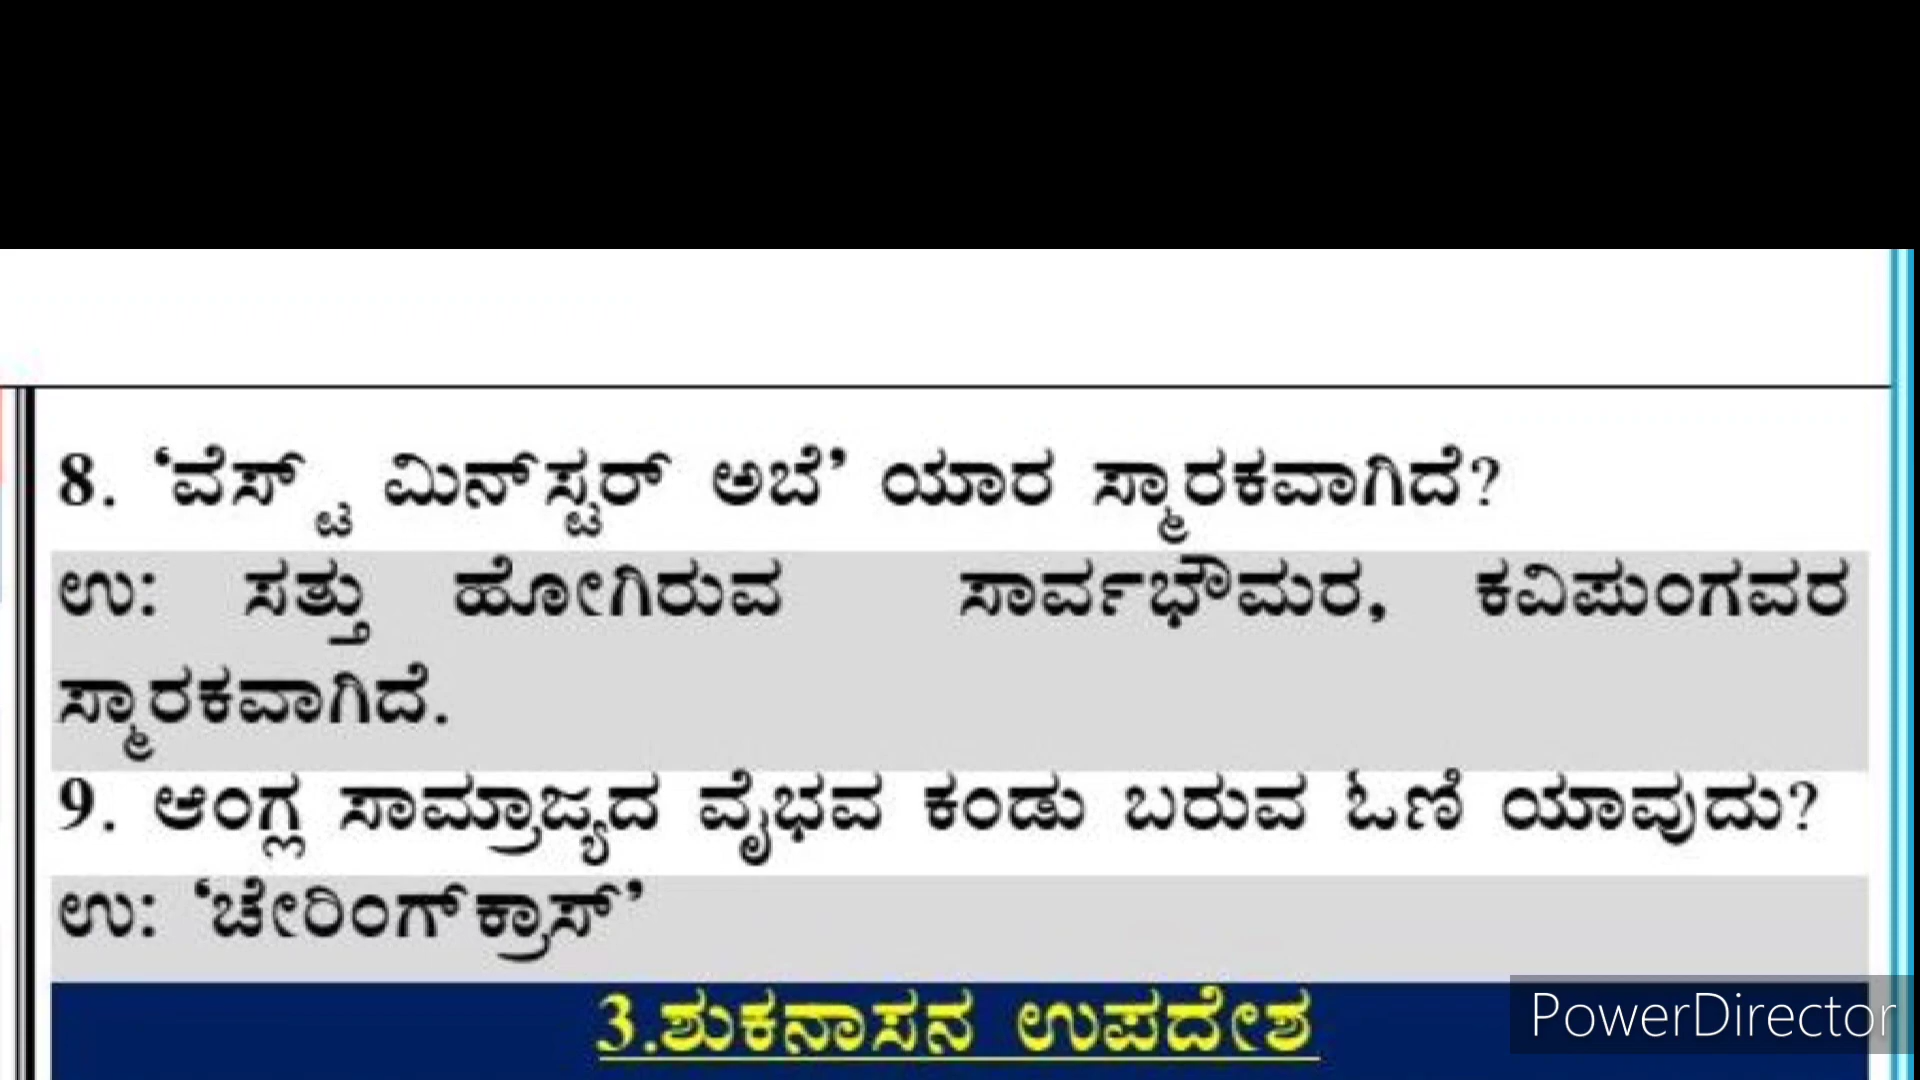 8. ‘ವೆಸ್ಟ್ ಮಿನ್‌ಸ್ಟರ್ ಅಬೆ’ ಯಾರ ಸ್ಮಾರಕವಾಗಿದೆ?
ಉ: ಸತ್ತು ಹೋಗಿರುವ ಸಾರ್ವಭೌಮರ, ಕವಿಪುಂಗವರ
ಸ್ಮಾರಕವಾಗಿದೆ.
9. ಆಂಗ್ಲ ಸಾಮ್ರಾಜ್ಯದ ವೈಭವ ಕಂಡು ಬರುವ ಓಣಿ ಯಾವುದು?
ಉ: ‘ಚೇರಿಂಗ್‌ಕ್ರಾಸ್’
3.ಶುಕನಾಸನ ಉಪದೇಶ
PowerDirector